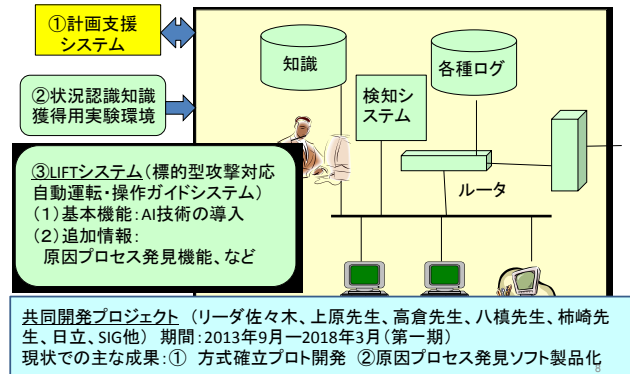 ①計画支援
システム
②状況認識知識
獲得用実験環境
③LIFTシステム(標的型攻撃対応
自動運転・操作ガイドシステム)
(1)基本機能:AI技術の導入
(2)追加情報:
原因プロセス発見機能、など
知識
各種ログ
検知シ
ステム
ルータ
共同開発プロジェクト (リーダ佐々木、上原先生、高倉先生、八槙先生、柿崎先
生、日立、SIG他) 期間:2013年9月―2018年3月(第一期)
現状での主な成果:① 方式確立プロト開発 ②原因プロセス発見ソフト製品化
8